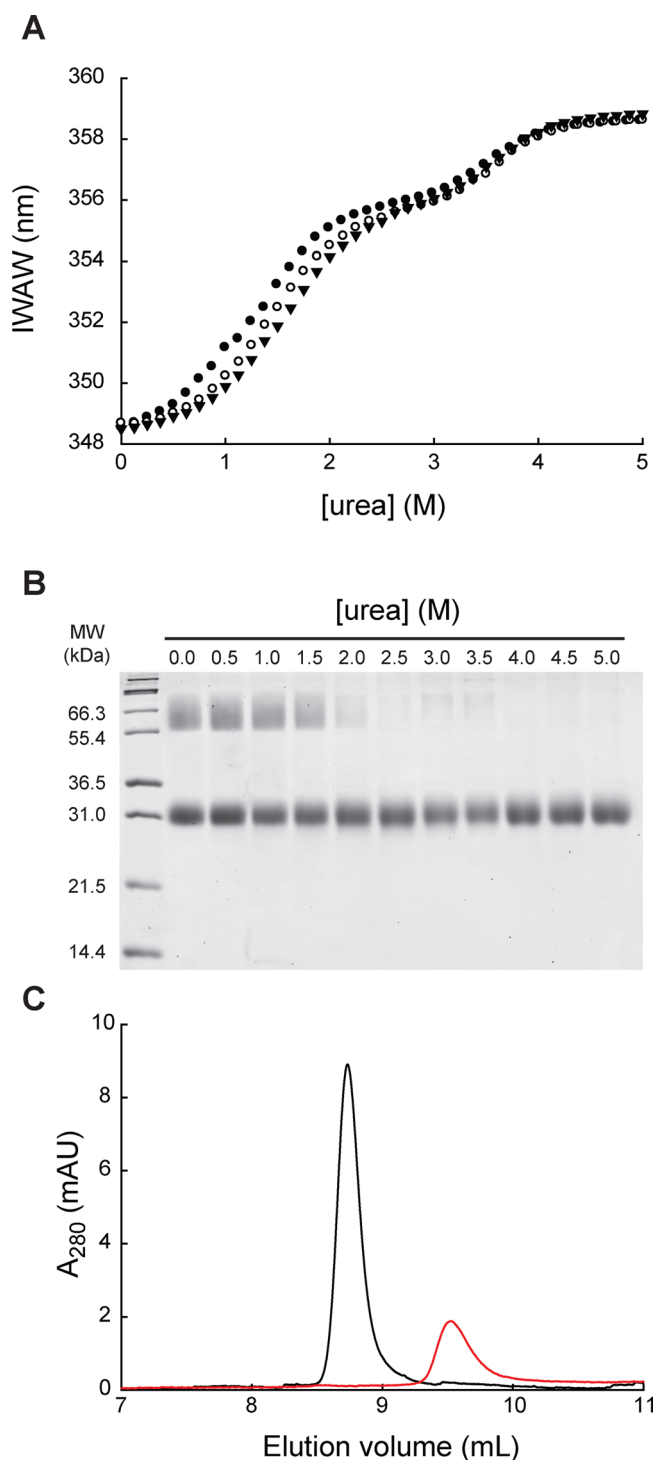 A
360
358
356
354
352
350
348
IWAW (nm)
0 1 2 3 4 5
[urea] (M)
B
[urea] (M)
MW
(kDa)
0.0 0.5 1.0 1.5 2.0 2.5 3.0 3.5 4.0 4.5 5.0
66.3
55.4
36.5
31.0
21.5
14.4
C
10
8
6
4
2
0
A280 (mAU)
7 8 9 10 11
Elution volume (mL)